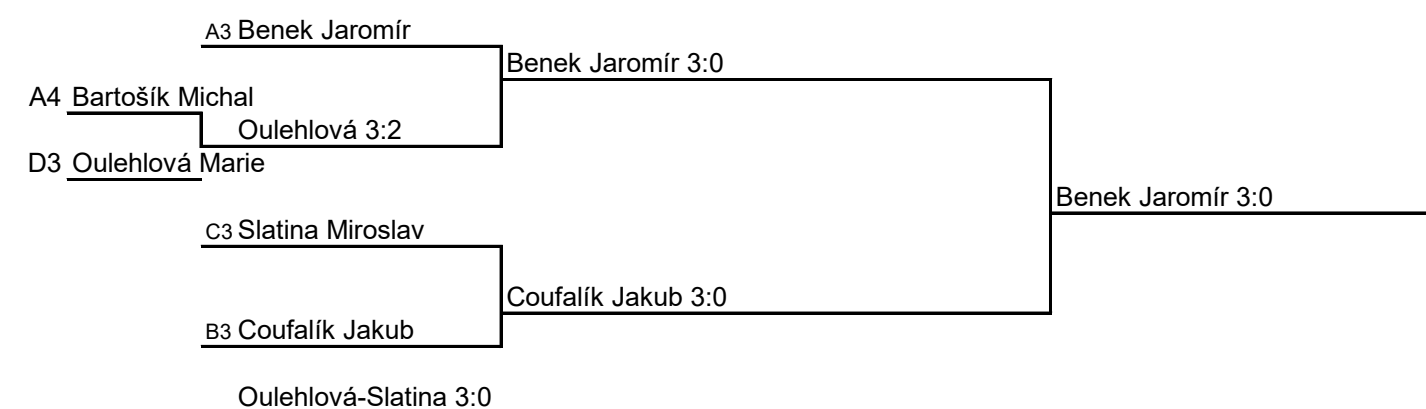 A3 Benek Jaromír
Benek Jaromír 3:0
A4 Bartošík Michal
Oulehlová 3:2
D3 Oulehlová Marie
Benek Jaromír 3:0
C3 Slatina Miroslav
Coufalík Jakub 3:0
B3 Coufalík Jakub
Oulehlová-Slatina 3:0